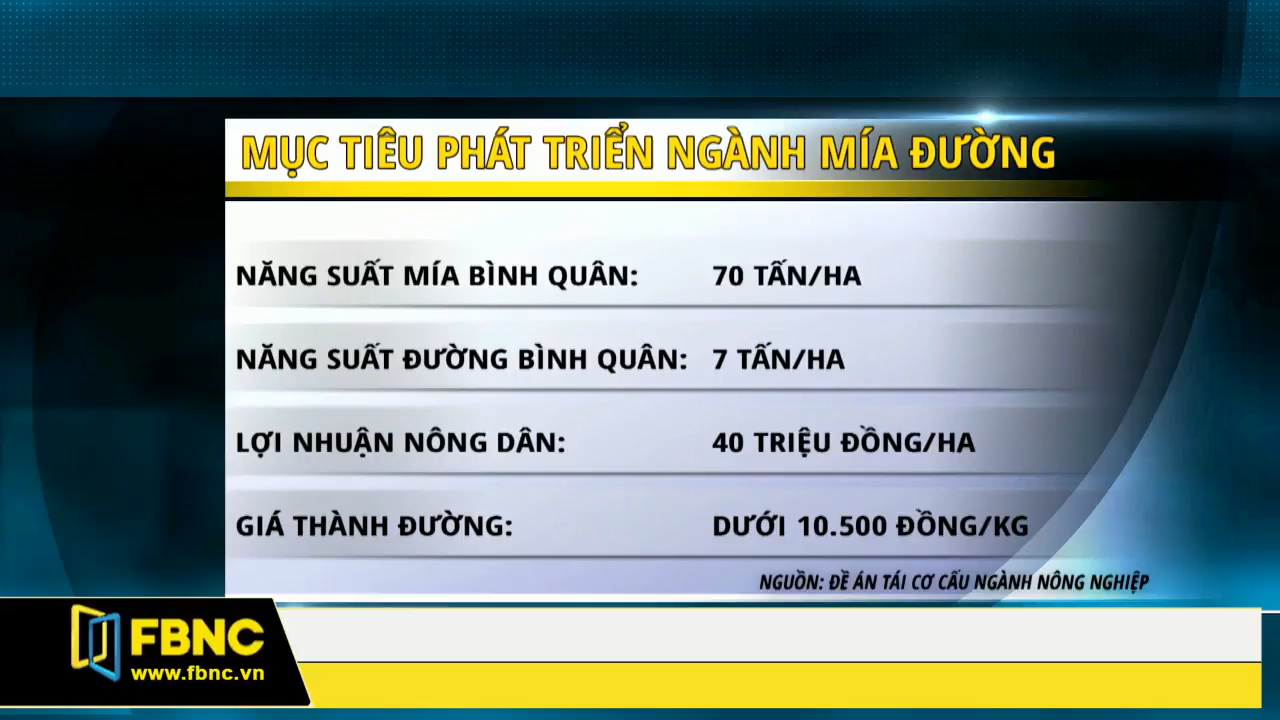 MỤC TIÊU PHÁT TRIỂN NGÀNH MÍA ĐƯỜNG
NĂNG SUẤT MÍA BÌNH QUÂN: 70 TẤN/HA
NĂNG SUẤT ĐƯỜNG BÌNH QUÂN: 7 TẤN/HA
LỢI NHUẬN NÔNG DÂN: 40 TRIỆU ĐỒNG/HA
GIÁ THÀNH ĐƯỜNG: DƯỚI 10.500 ĐỒNG/KG
NGUỒN: ĐỀ ÁN TÁI CƠ CẤU NGÀNH NÔNG NGHIỆP
FBNC
www.fbnc.vn